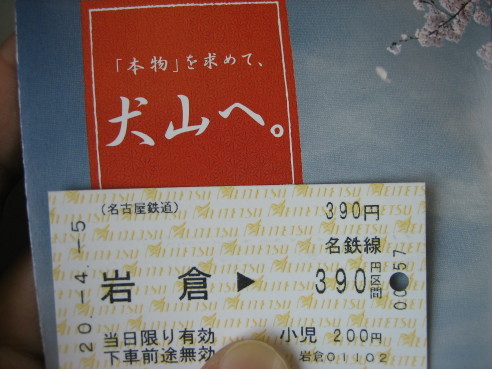 「本物」を求めて、
犬山へ。
(名古屋鉄道)
390円
名鉄線
岩倉▶390円区間
20.-4.-5
当日限り有効
小児 200円
下車前途無効
岩倉01102
MEITETSU